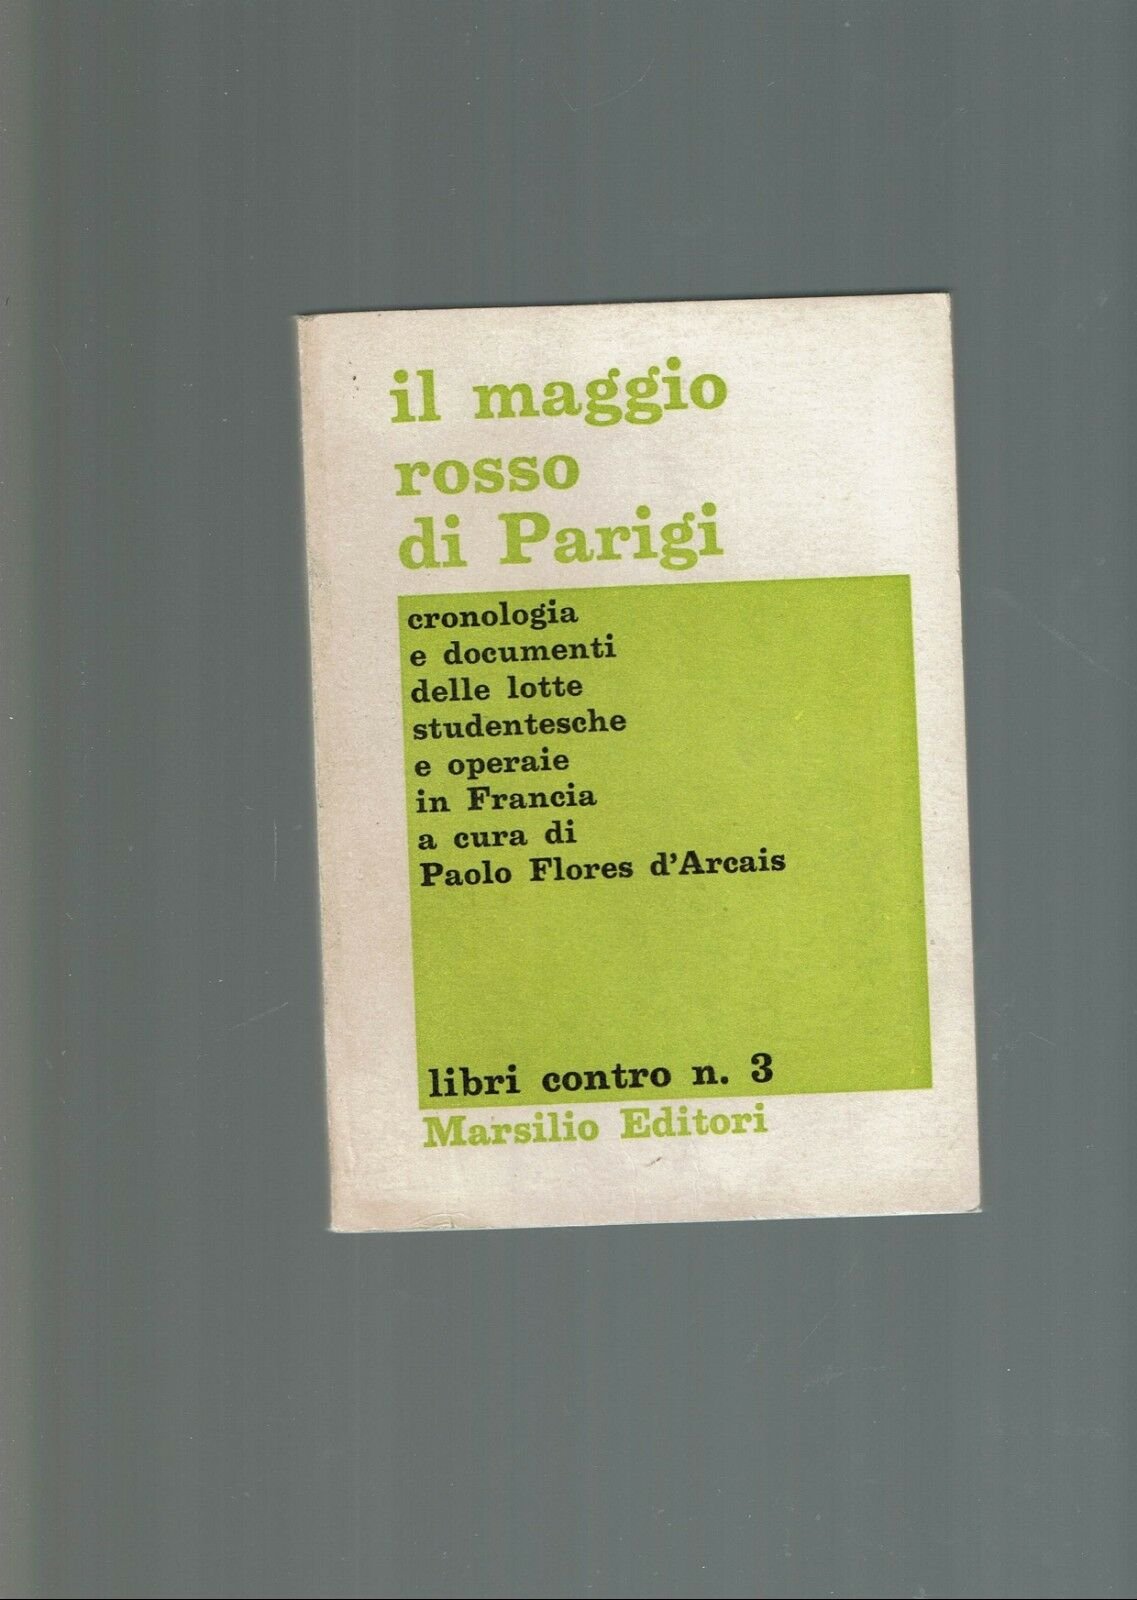 il maggio
rosso
di Parigi
cronologia
e documenti
delle lotte
studentesche
e operaie
in Francia
a cura di
Paolo Flores d'Arcais
libri contro n. 3
Marsilio Editori